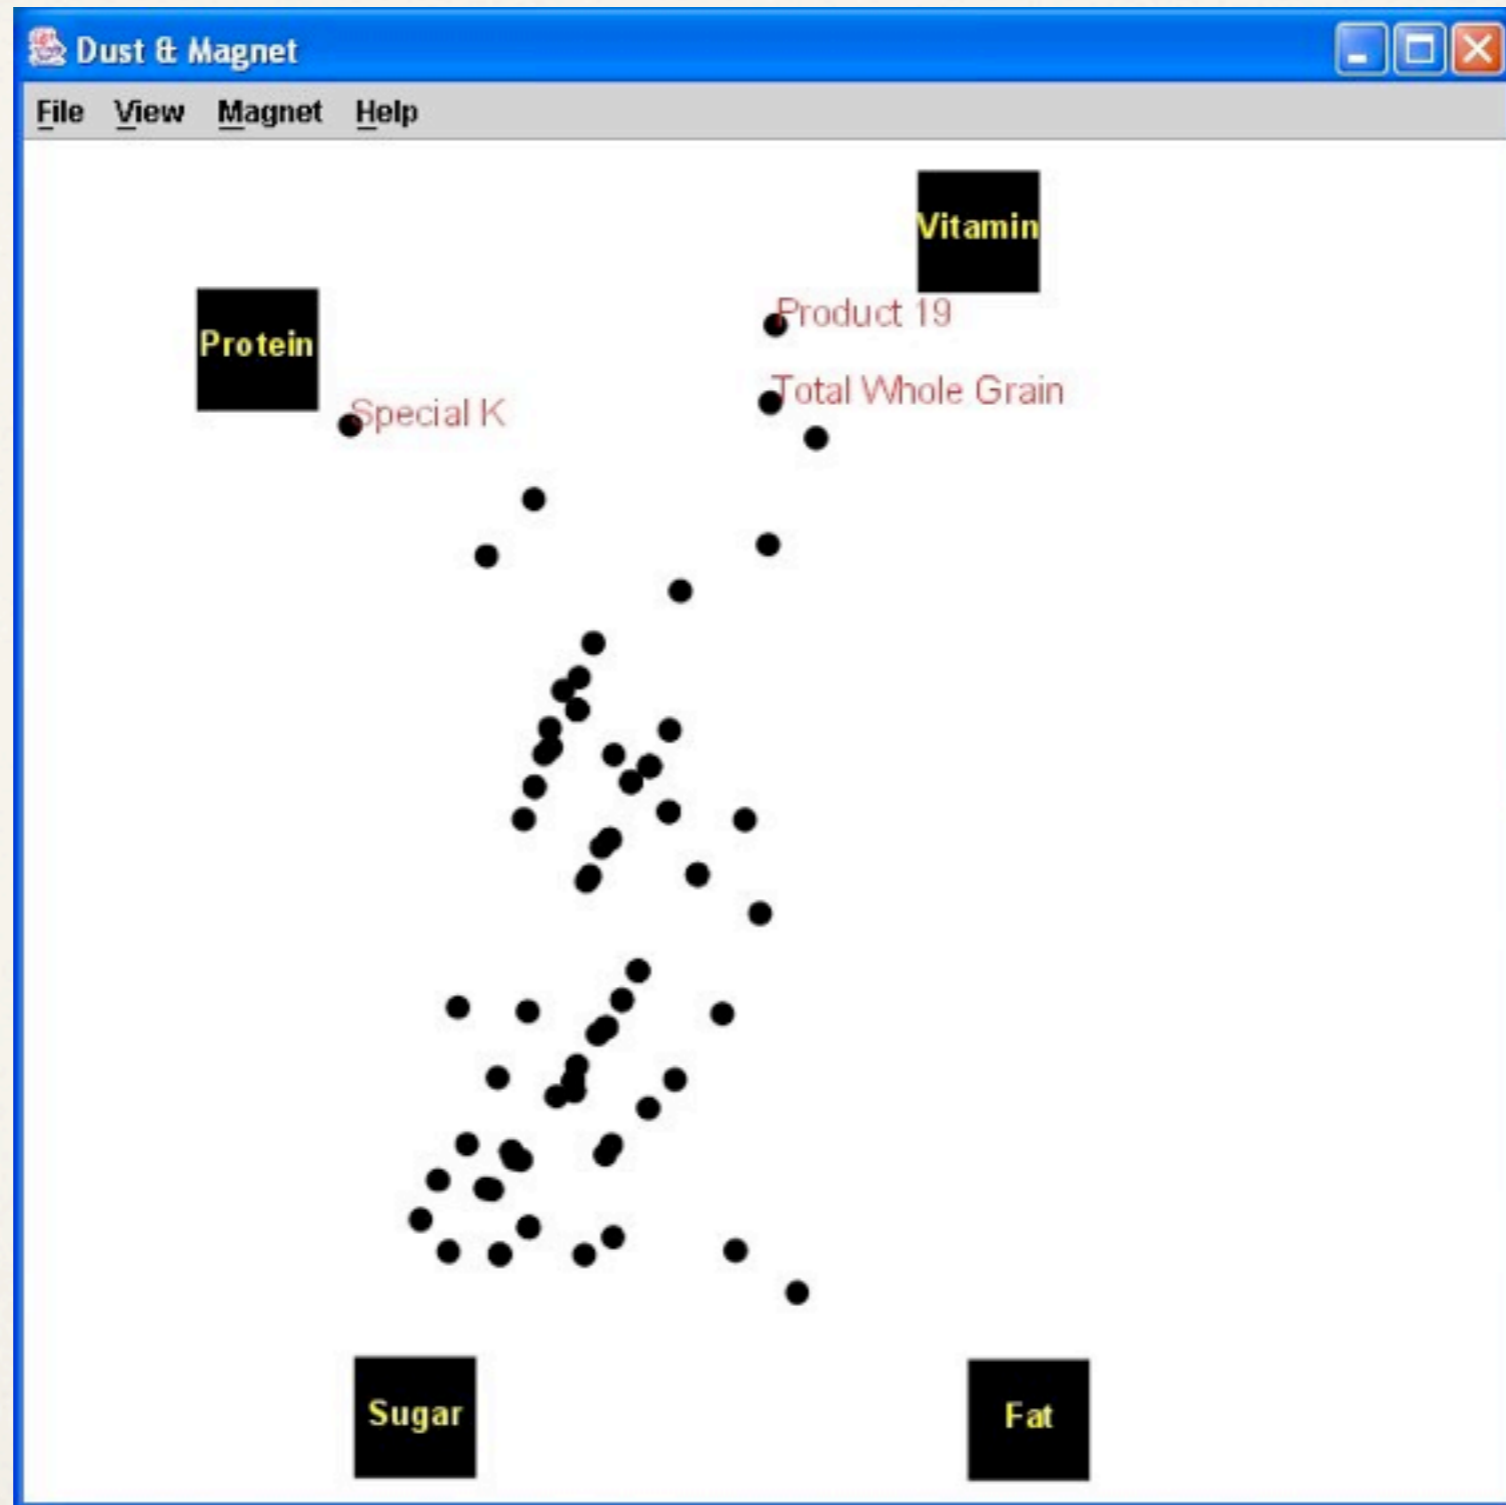 Dust & Magnet
File View Magnet Help
Vitamin
Product 19
Protein
Total Whole Grain
Special K
Sugar
Fat